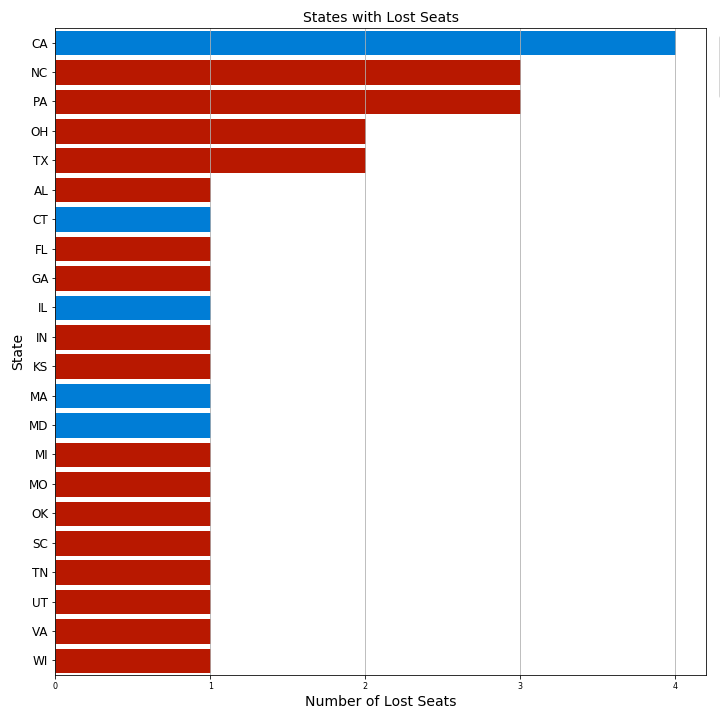 States with Lost Seats
CA
NC
PA
OH
TX
AL
CT
FL
GA
IL
IN
KS
MA
MD
MI
MO
OK
SC
TN
UT
VA
WI
State
0 1 2 3 4
Number of Lost Seats